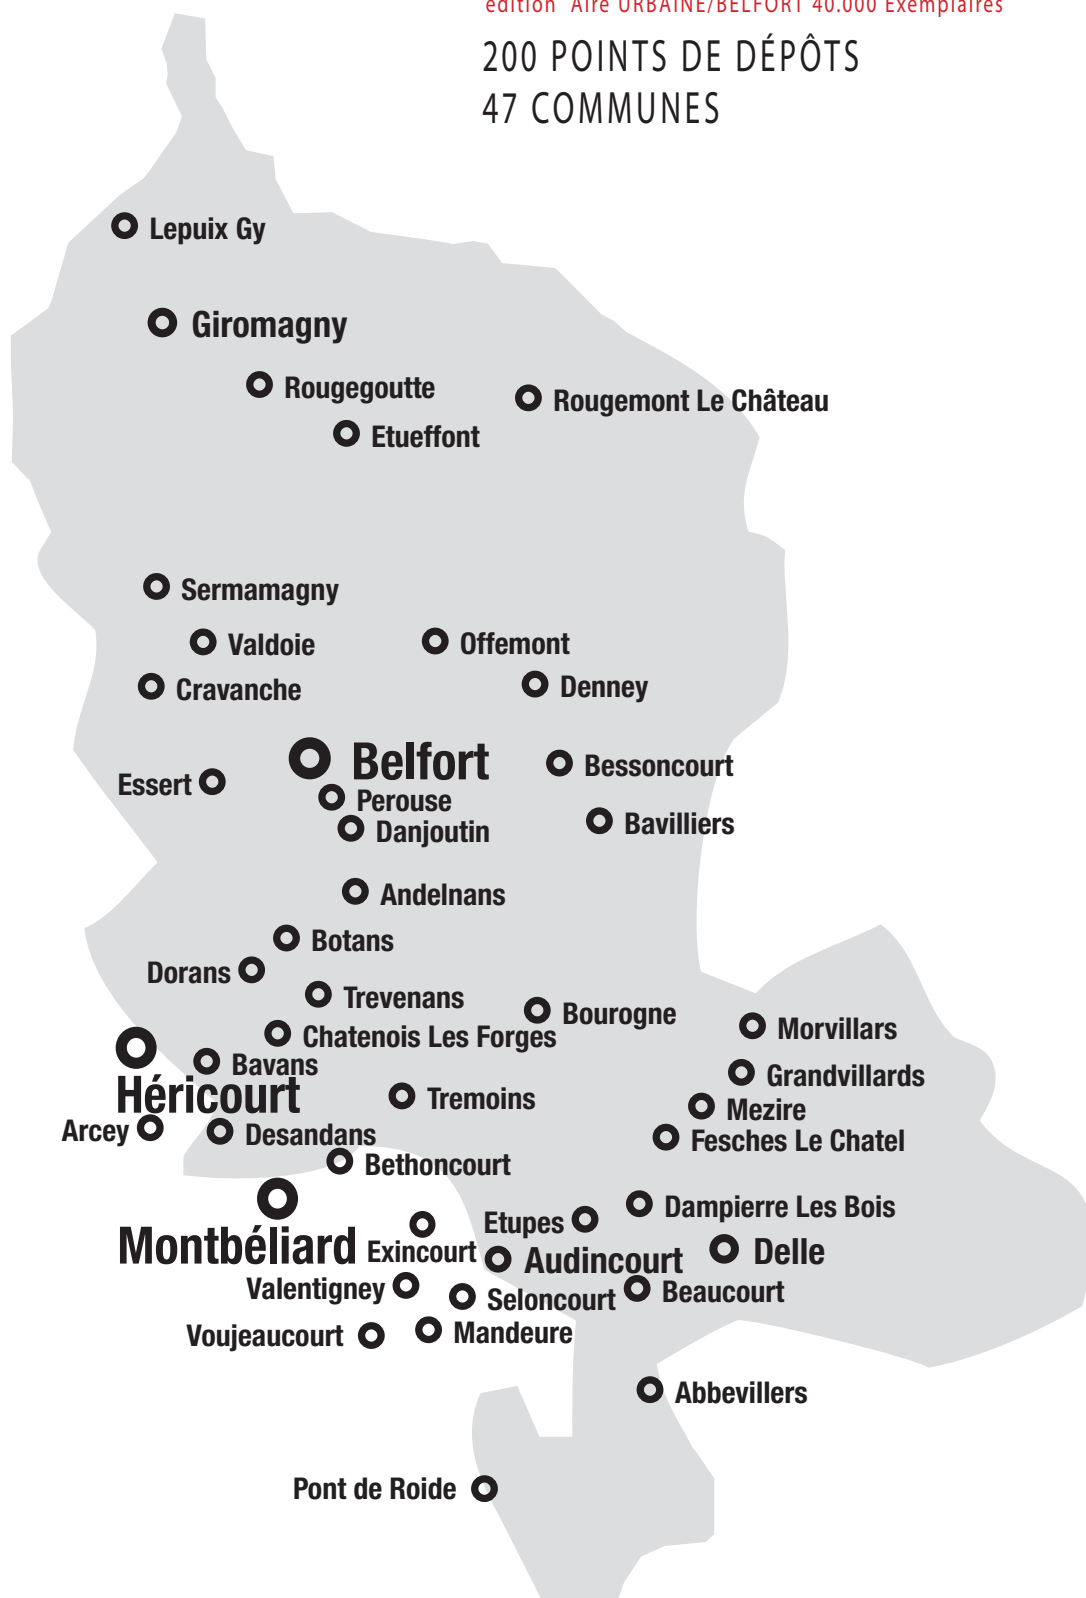 édition Aire URBAINE/BELFORT 40.000 Exemplaires
200 POINTS DE DÉPÔTS
47 COMMUNES
Lepuix Gy
Giromagny
Rougegoutte
Rougemont Le Château
Etueffont
Sermamagny
Valdoie
Offemont
Cravanche
Denney
Belfort
Bessoncourt
Essert
Perouse
Bavilliers
Danjoutin
Andelnans
Botans
Dorans
Trevenans
Bourogne
Morvillars
Chatenois Les Forges
Bavans
Grandvillards
Héricourt
Tremoins
Mezire
Arcey
Desandans
Fesches Le Chatel
Bethoncourt
Dampierre Les Bois
Etupes
Montbéliard
Exincourt
Audincourt
Delle
Valentigney
Seloncourt
Beaucourt
Voujeaucourt
Mandeure
Abbevillers
Pont de Roide